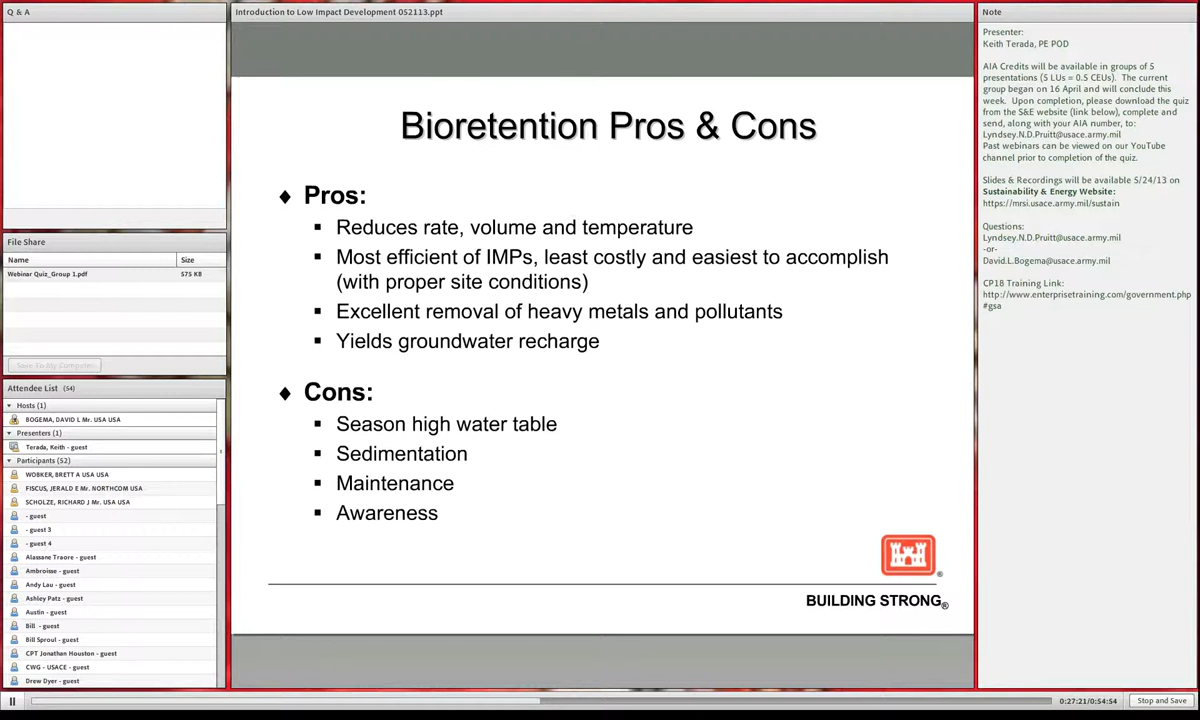 Q & A
File Share
Name Size
Webinar Quiz_Group 1.pdf 575 KB
Save To My Computer
Attendee List (54)
Hosts (1)
BOGEMA, DAVID L Mr. USA USA
Presenters (1)
Terada, Keith - guest
Participants (52)
WOBKER, BRETT A USA USA
FISCUS, JERALD E Mr. NORTHCOM USA
SCHOLZE, RICHARD J Mr. USA USA
- guest
- guest 3
- guest 4
Alassane Traore - guest
Ambroisse - guest
Andy Lau - guest
Ashley Patz - guest
Austin - guest
Bill - guest
Bill Sproul - guest
CPT Jonathan Houston - guest
CWG - USACE - guest
Drew Dyer - guest
Introduction to Low Impact Development 052113.ppt
Bioretention Pros & Cons
♦ Pros:
▪ Reduces rate, volume and temperature
▪ Most efficient of IMPs, least costly and easiest to accomplish
(with proper site conditions)
▪ Excellent removal of heavy metals and pollutants
▪ Yields groundwater recharge
♦ Cons:
▪ Season high water table
▪ Sedimentation
▪ Maintenance
▪ Awareness
®
BUILDING STRONG®
Note
Presenter:
Keith Terada, PE POD
AIA Credits will be available in groups of 5
presentations (5 LUs = 0.5 CEUs). The current
group began on 16 April and will conclude this
week. Upon completion, please download the quiz
from the S&E website (link below), complete and
send, along with your AIA number, to:
Lyndsey.N.D.Pruitt@usace.army.mil
Past webinars can be viewed on our YouTube
channel prior to completion of the quiz.
Slides & Recordings will be available 5/24/13 on
Sustainability & Energy Website:
https://mrsi.usace.army.mil/sustain
Questions:
Lyndsey.N.D.Pruitt@usace.army.mil
-or-
David.L.Bogema@usace.army.mil
CP18 Training Link:
http://www.enterprisetraining.com/government.php
#gsa
0:27:21/0:54:54
Stop and Save